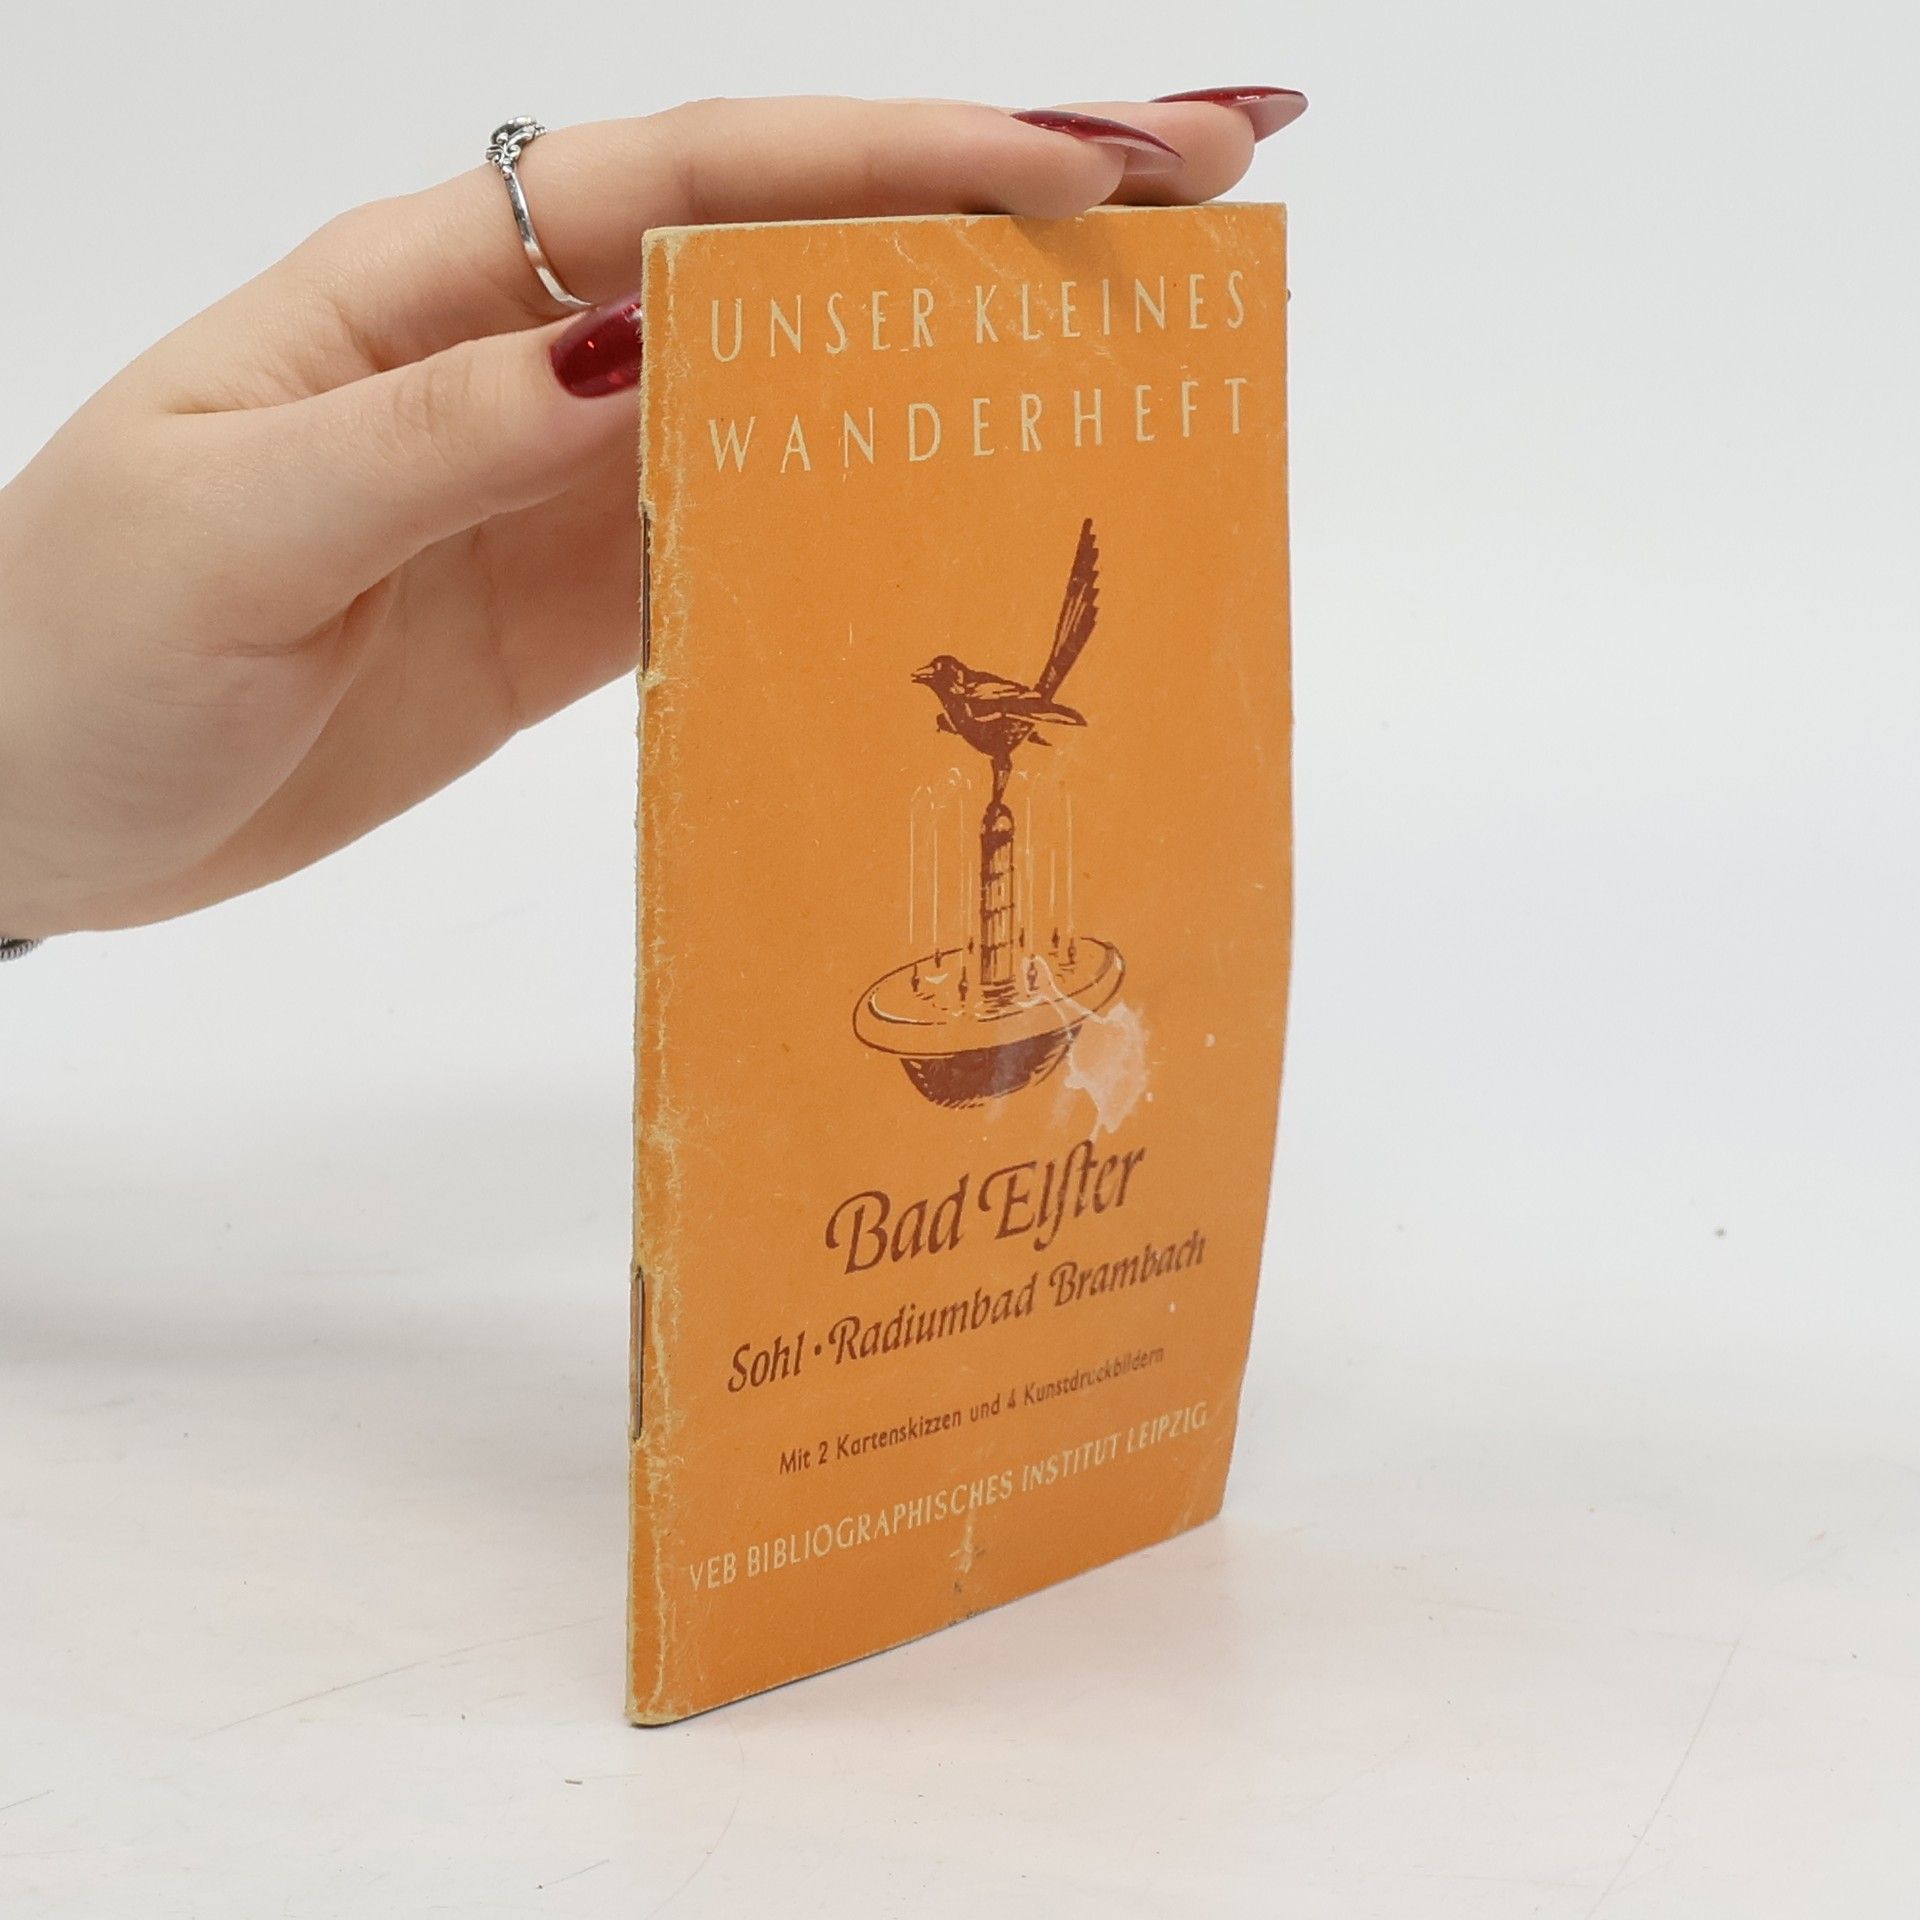 UNSER KLEINES
WANDERHEFT
Bad Elſter
Sohl · Radiumbad Brambach
Mit 2 Kartenskizzen und 4 Kunstdruckbildern
VEB BIBLIOGRAPHISCHES INSTITUT LEIPZIG